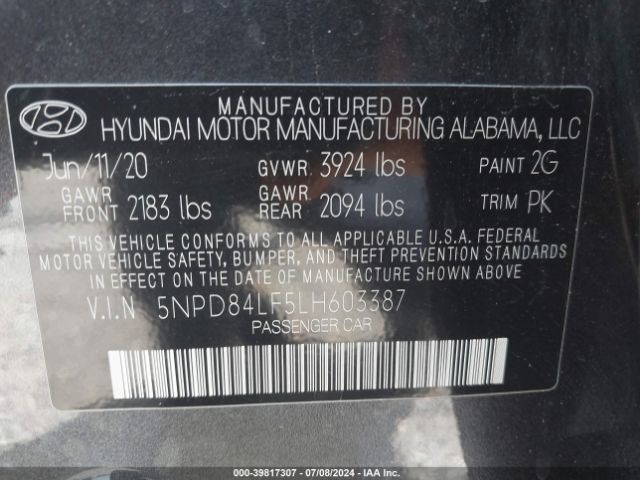 MANUFACTURED BY
HYUNDAI MOTOR MANUFACTURING ALABAMA, LLC
Jun/11/20 GVWR 3924 lbs PAINT 2G
GAWR FRONT 2183 lbs GAWR REAR 2094 lbs TRIM PK
THIS VEHICLE CONFORMS TO ALL APPLICABLE U.S.A. FEDERAL
MOTOR VEHICLE SAFETY, BUMPER, AND THEFT PREVENTION STANDARDS
IN EFFECT ON THE DATE OF MANUFACTURE SHOWN ABOVE.
V.I.N 5NPD84LF5LH603387
PASSENGER CAR
000-39817307 - 07/08/2024 - IAA Inc.